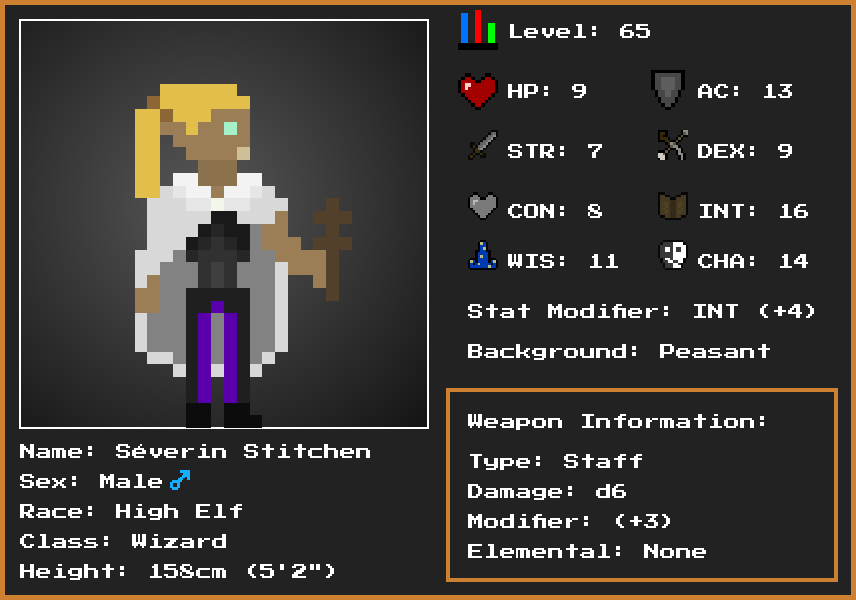 Level: 65
HP: 9
AC: 13
STR: 7
DEX: 9
CON: 8
INT: 16
WIS: 11
CHA: 14
Stat Modifier: INT (+4)
Background: Peasant
Weapon Information:
Type: Staff
Damage: d6
Modifier: (+3)
Elemental: None
Name: Séverin Stitchen
Sex: Male♂
Race: High Elf
Class: Wizard
Height: 158cm (5'2")